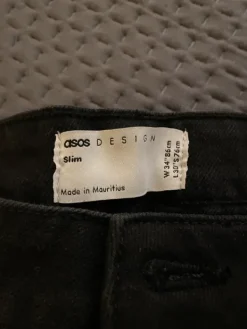 asos DESIGN
Slim
Made in Mauritius
W 34" 86cm
L 30" S 76cm